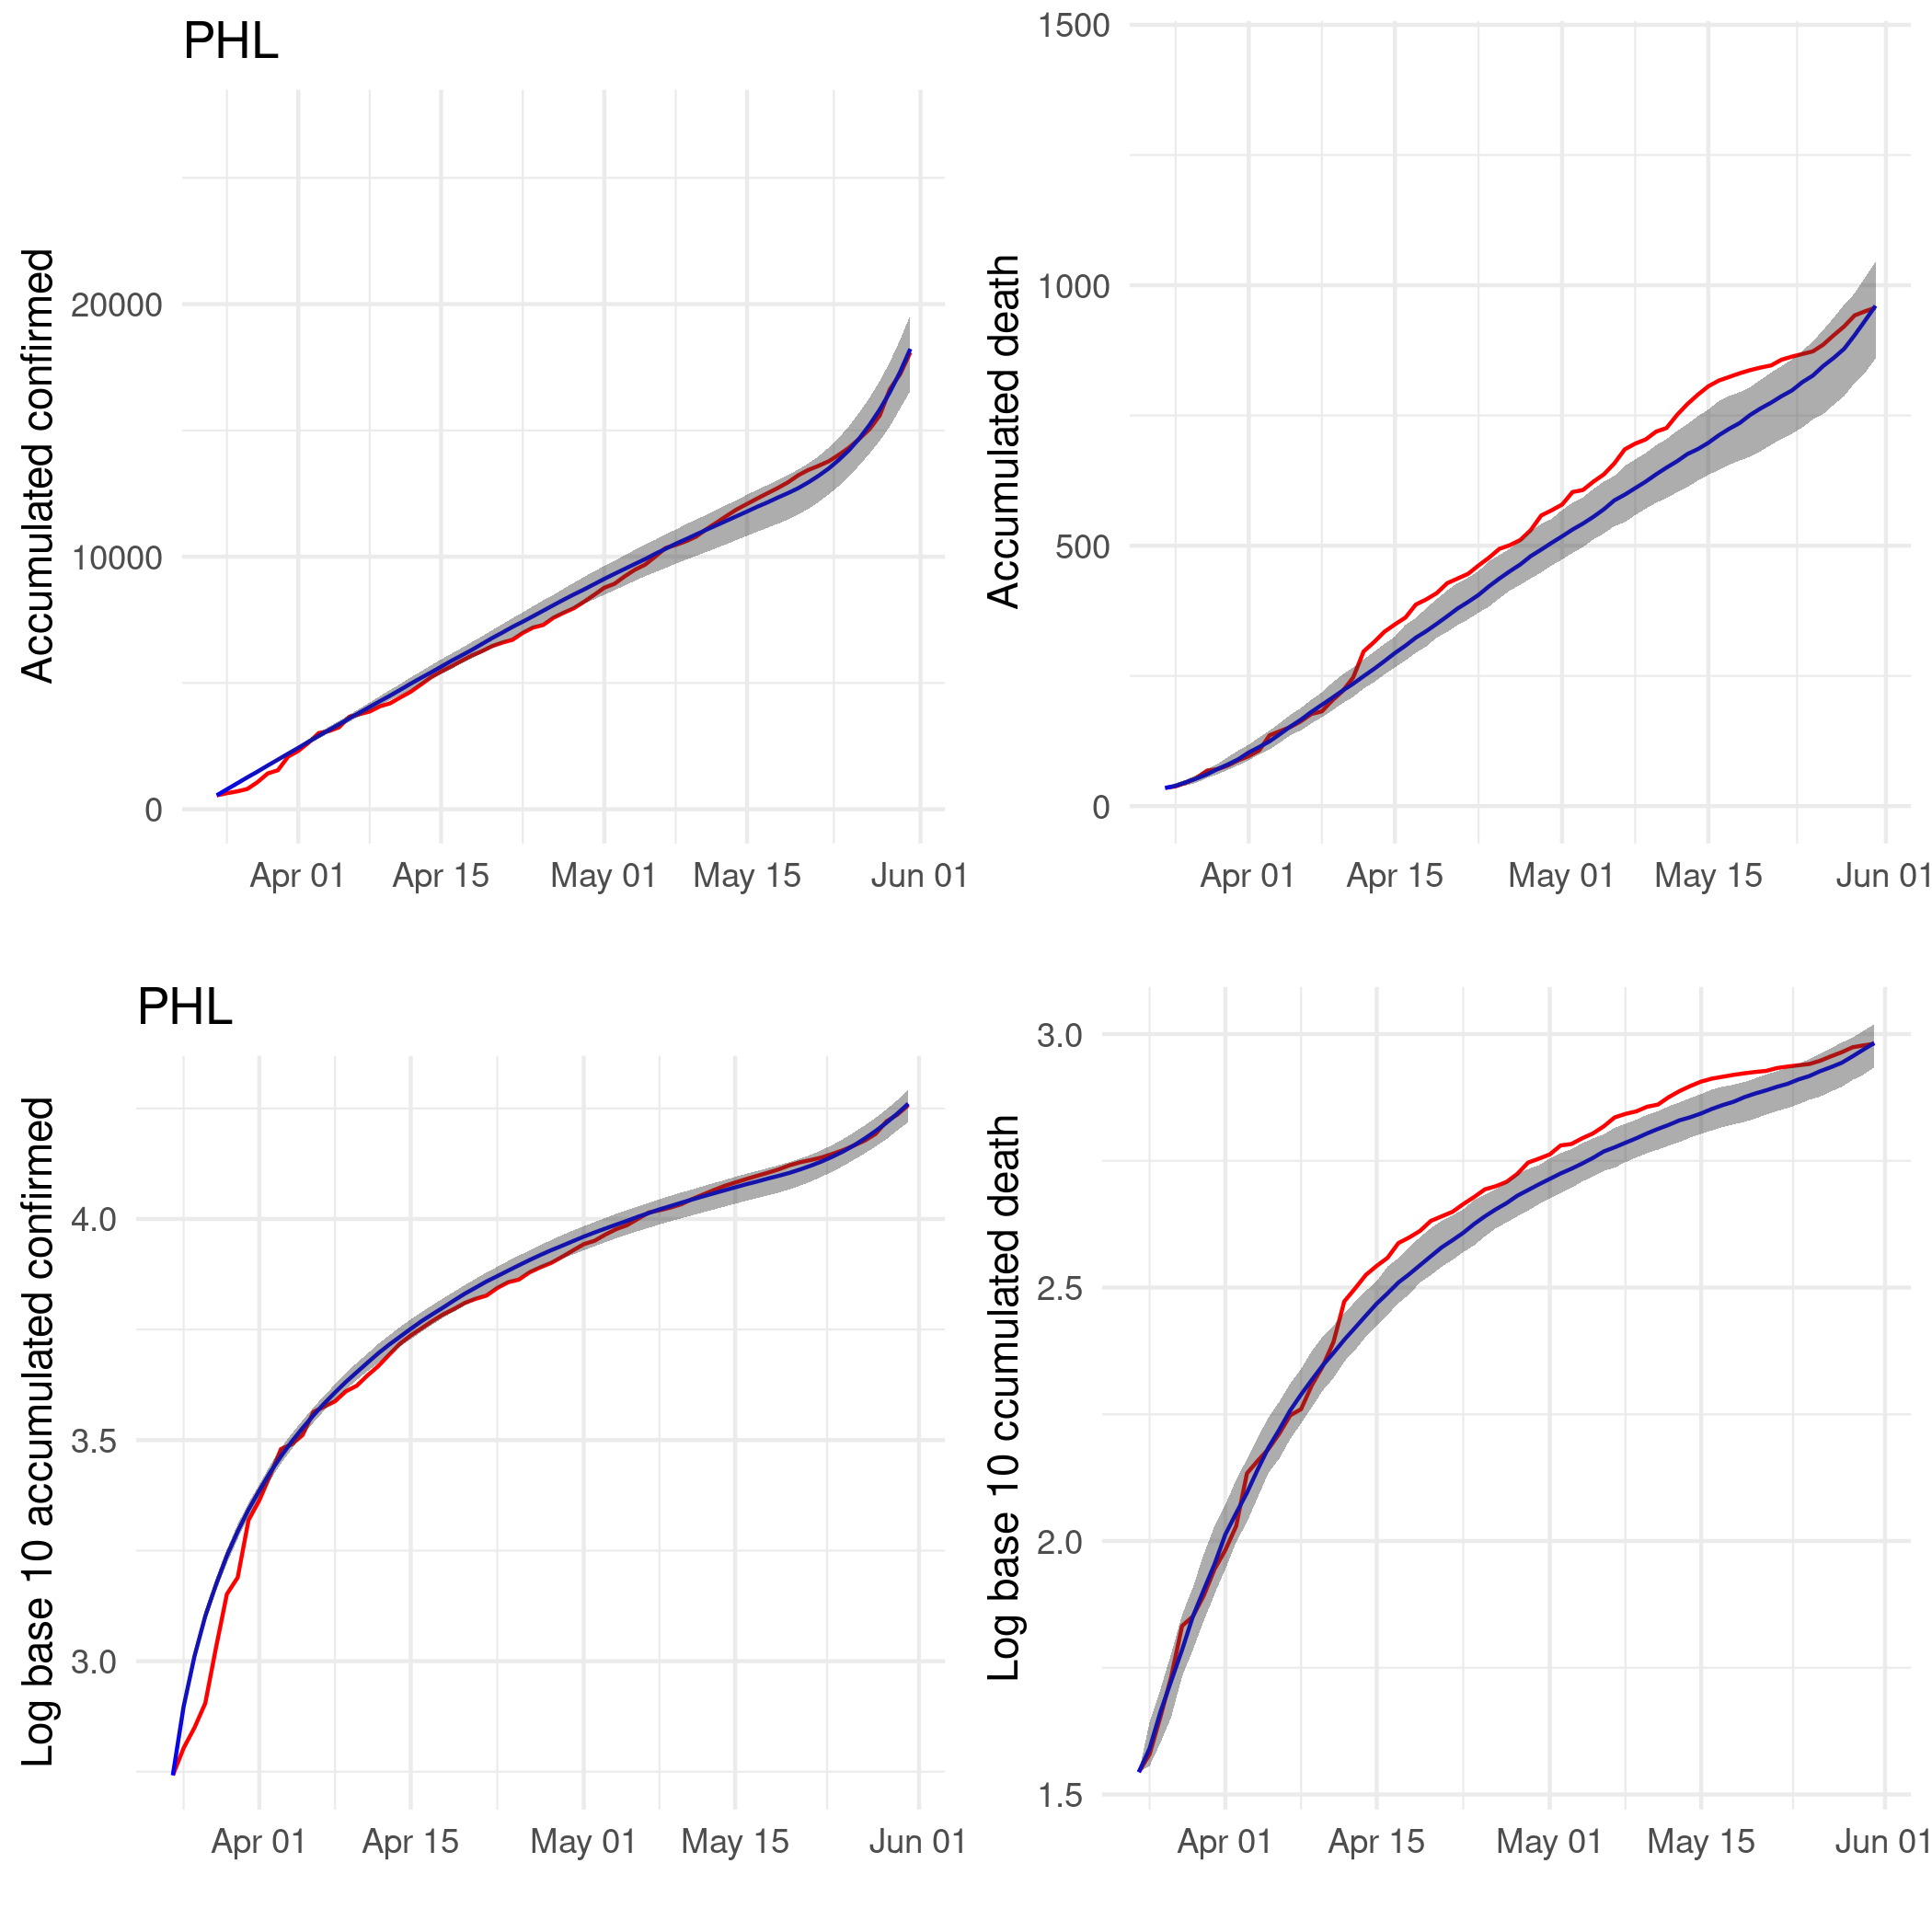 PHL
Accumulated confirmed
20000
10000
0
Apr 01 Apr 15 May 01 May 15 Jun 01
Accumulated death
1500
1000
500
0
Apr 01 Apr 15 May 01 May 15 Jun 01
PHL
Log base 10 accumulated confirmed
4.0
3.5
3.0
Apr 01 Apr 15 May 01 May 15 Jun 01
Log base 10 ccumulated death
3.0
2.5
2.0
1.5
Apr 01 Apr 15 May 01 May 15 Jun 01